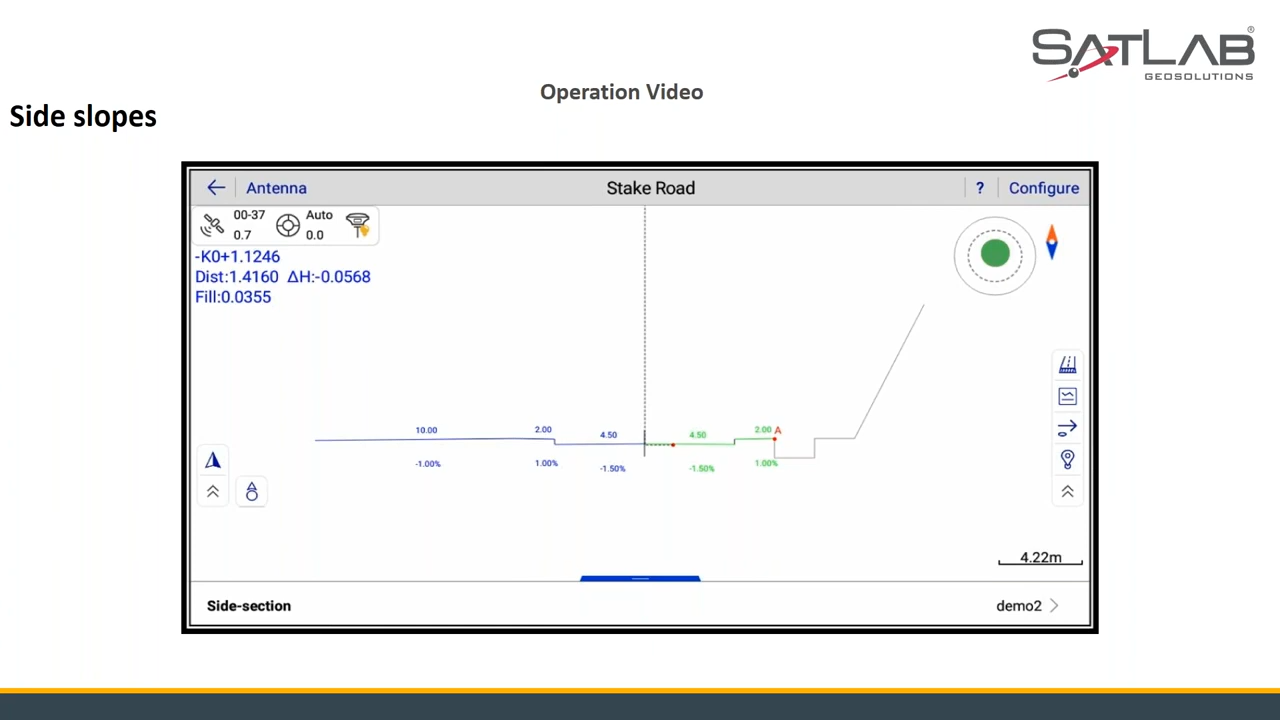 SATLAB®
GEOSOLUTIONS
Operation Video
Side slopes
Antenna
Stake Road
?
Configure
00-37
0.7
Auto
0.0
-K0+1.1246
Dist:1.4160 ΔH:-0.0568
Fill:0.0355
10.00 2.00 4.50 4.50 2.00 A
-1.00% 1.00% -1.50% -1.50% 1.00%
4.22m
Side-section
demo2